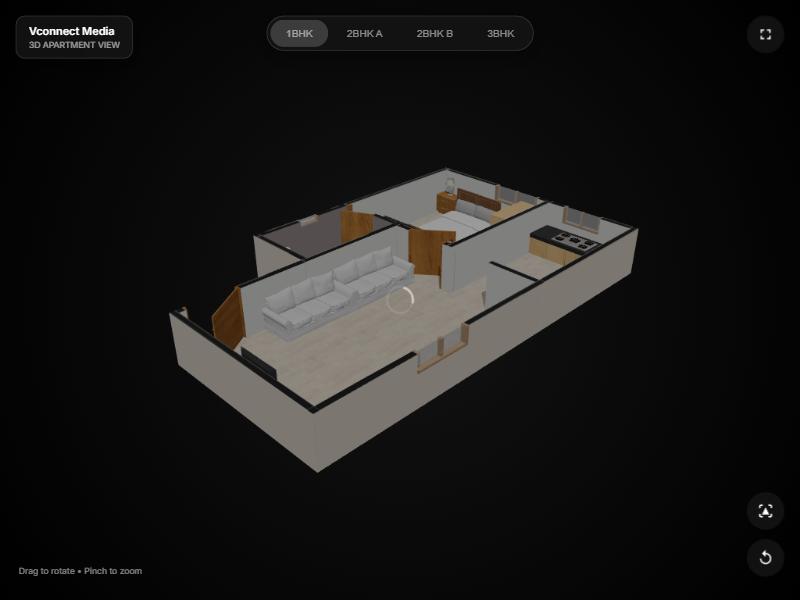 Vconnect Media
3D APARTMENT VIEW
1BHK
2BHK A
2BHK B
3BHK
Drag to rotate • Pinch to zoom